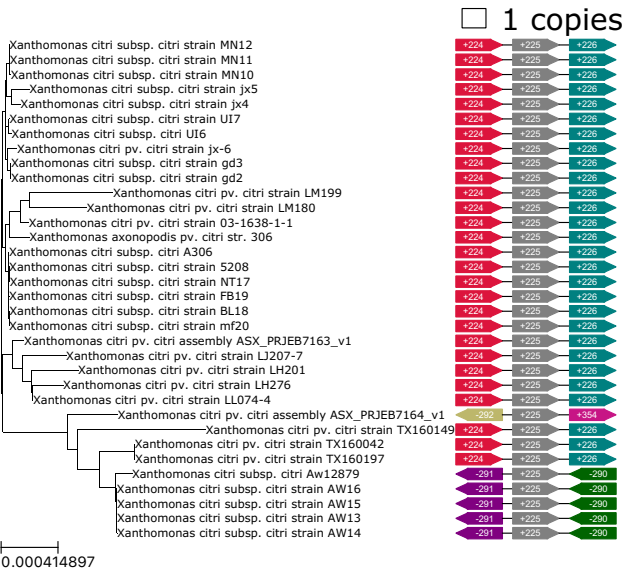 1 copies
Xanthomonas citri subsp. citri strain MN12 +224 +225 +226
Xanthomonas citri subsp. citri strain MN11 +224 +225 +226
Xanthomonas citri subsp. citri strain MN10 +224 +225 +226
Xanthomonas citri subsp. citri strain jx5 +224 +225 +226
Xanthomonas citri subsp. citri strain jx4 +224 +225 +226
Xanthomonas citri subsp. citri strain UI7 +224 +225 +226
Xanthomonas citri subsp. citri UI6 +224 +225 +226
Xanthomonas citri pv. citri strain jx-6 +224 +225 +226
Xanthomonas citri subsp. citri strain gd3 +224 +225 +226
Xanthomonas citri subsp. citri strain gd2 +224 +225 +226
Xanthomonas citri pv. citri strain LM199 +224 +225 +226
Xanthomonas citri pv. citri strain LM180 +224 +225 +226
Xanthomonas citri pv. citri strain 03-1638-1-1 +224 +225 +226
Xanthomonas axonopodis pv. citri str. 306 +224 +225 +226
Xanthomonas citri subsp. citri A306 +224 +225 +226
Xanthomonas citri subsp. citri strain 5208 +224 +225 +226
Xanthomonas citri subsp. citri strain NT17 +224 +225 +226
Xanthomonas citri subsp. citri strain FB19 +224 +225 +226
Xanthomonas citri subsp. citri strain BL18 +224 +225 +226
Xanthomonas citri subsp. citri strain mf20 +224 +225 +226
Xanthomonas citri pv. citri assembly ASX_PRJEB7163_v1 +224 +225 +226
Xanthomonas citri pv. citri strain LJ207-7 +224 +225 +226
Xanthomonas citri pv. citri strain LH201 +224 +225 +226
Xanthomonas citri pv. citri strain LH276 +224 +225 +226
Xanthomonas citri pv. citri strain LL074-4 +224 +225 +226
Xanthomonas citri pv. citri assembly ASX_PRJEB7164_v1 -292 +225 +354
Xanthomonas citri pv. citri strain TX160149 +224 +225 +226
Xanthomonas citri pv. citri strain TX160042 +224 +225 +226
Xanthomonas citri pv. citri strain TX160197 +224 +225 +226
Xanthomonas citri subsp. citri Aw12879 -291 +225 -290
Xanthomonas citri subsp. citri strain AW16 -291 +225 -290
Xanthomonas citri subsp. citri strain AW15 -291 +225 -290
Xanthomonas citri subsp. citri strain AW13 -291 +225 -290
Xanthomonas citri subsp. citri strain AW14 -291 +225 -290
0.000414897